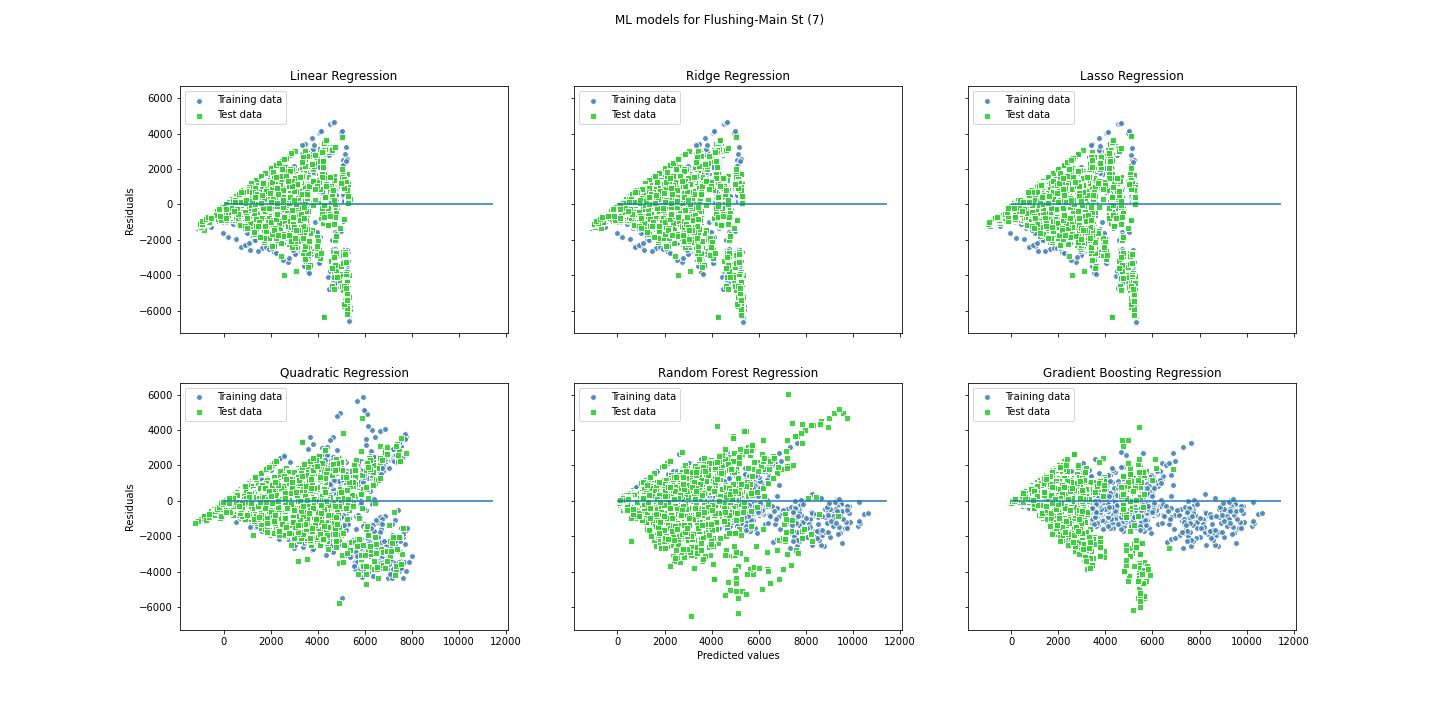 ML models for Flushing-Main St (7)
Linear Regression
Ridge Regression
Lasso Regression
Training data
Test data
Training data
Test data
Training data
Test data
6000
4000
2000
0
−2000
−4000
−6000
Residuals
Quadratic Regression
Random Forest Regression
Gradient Boosting Regression
Training data
Test data
Training data
Test data
Training data
Test data
6000
4000
2000
0
−2000
−4000
−6000
Residuals
0 2000 4000 6000 8000 10000 12000
0 2000 4000 6000 8000 10000 12000
0 2000 4000 6000 8000 10000 12000
Predicted values